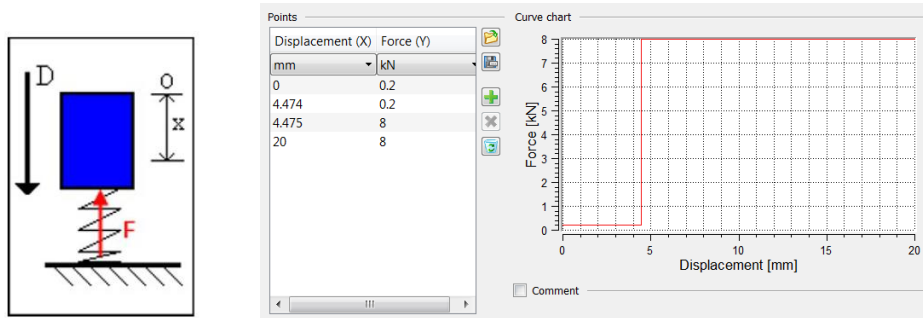 D
O
x
F
Points
Displacement (X) Force (Y)
mm kN
0 0.2
4.474 0.2
4.475 8
20 8
Curve chart
Force [kN]
8
7
6
5
4
3
2
1
0
0 5 10 15 20
Displacement [mm]
Comment